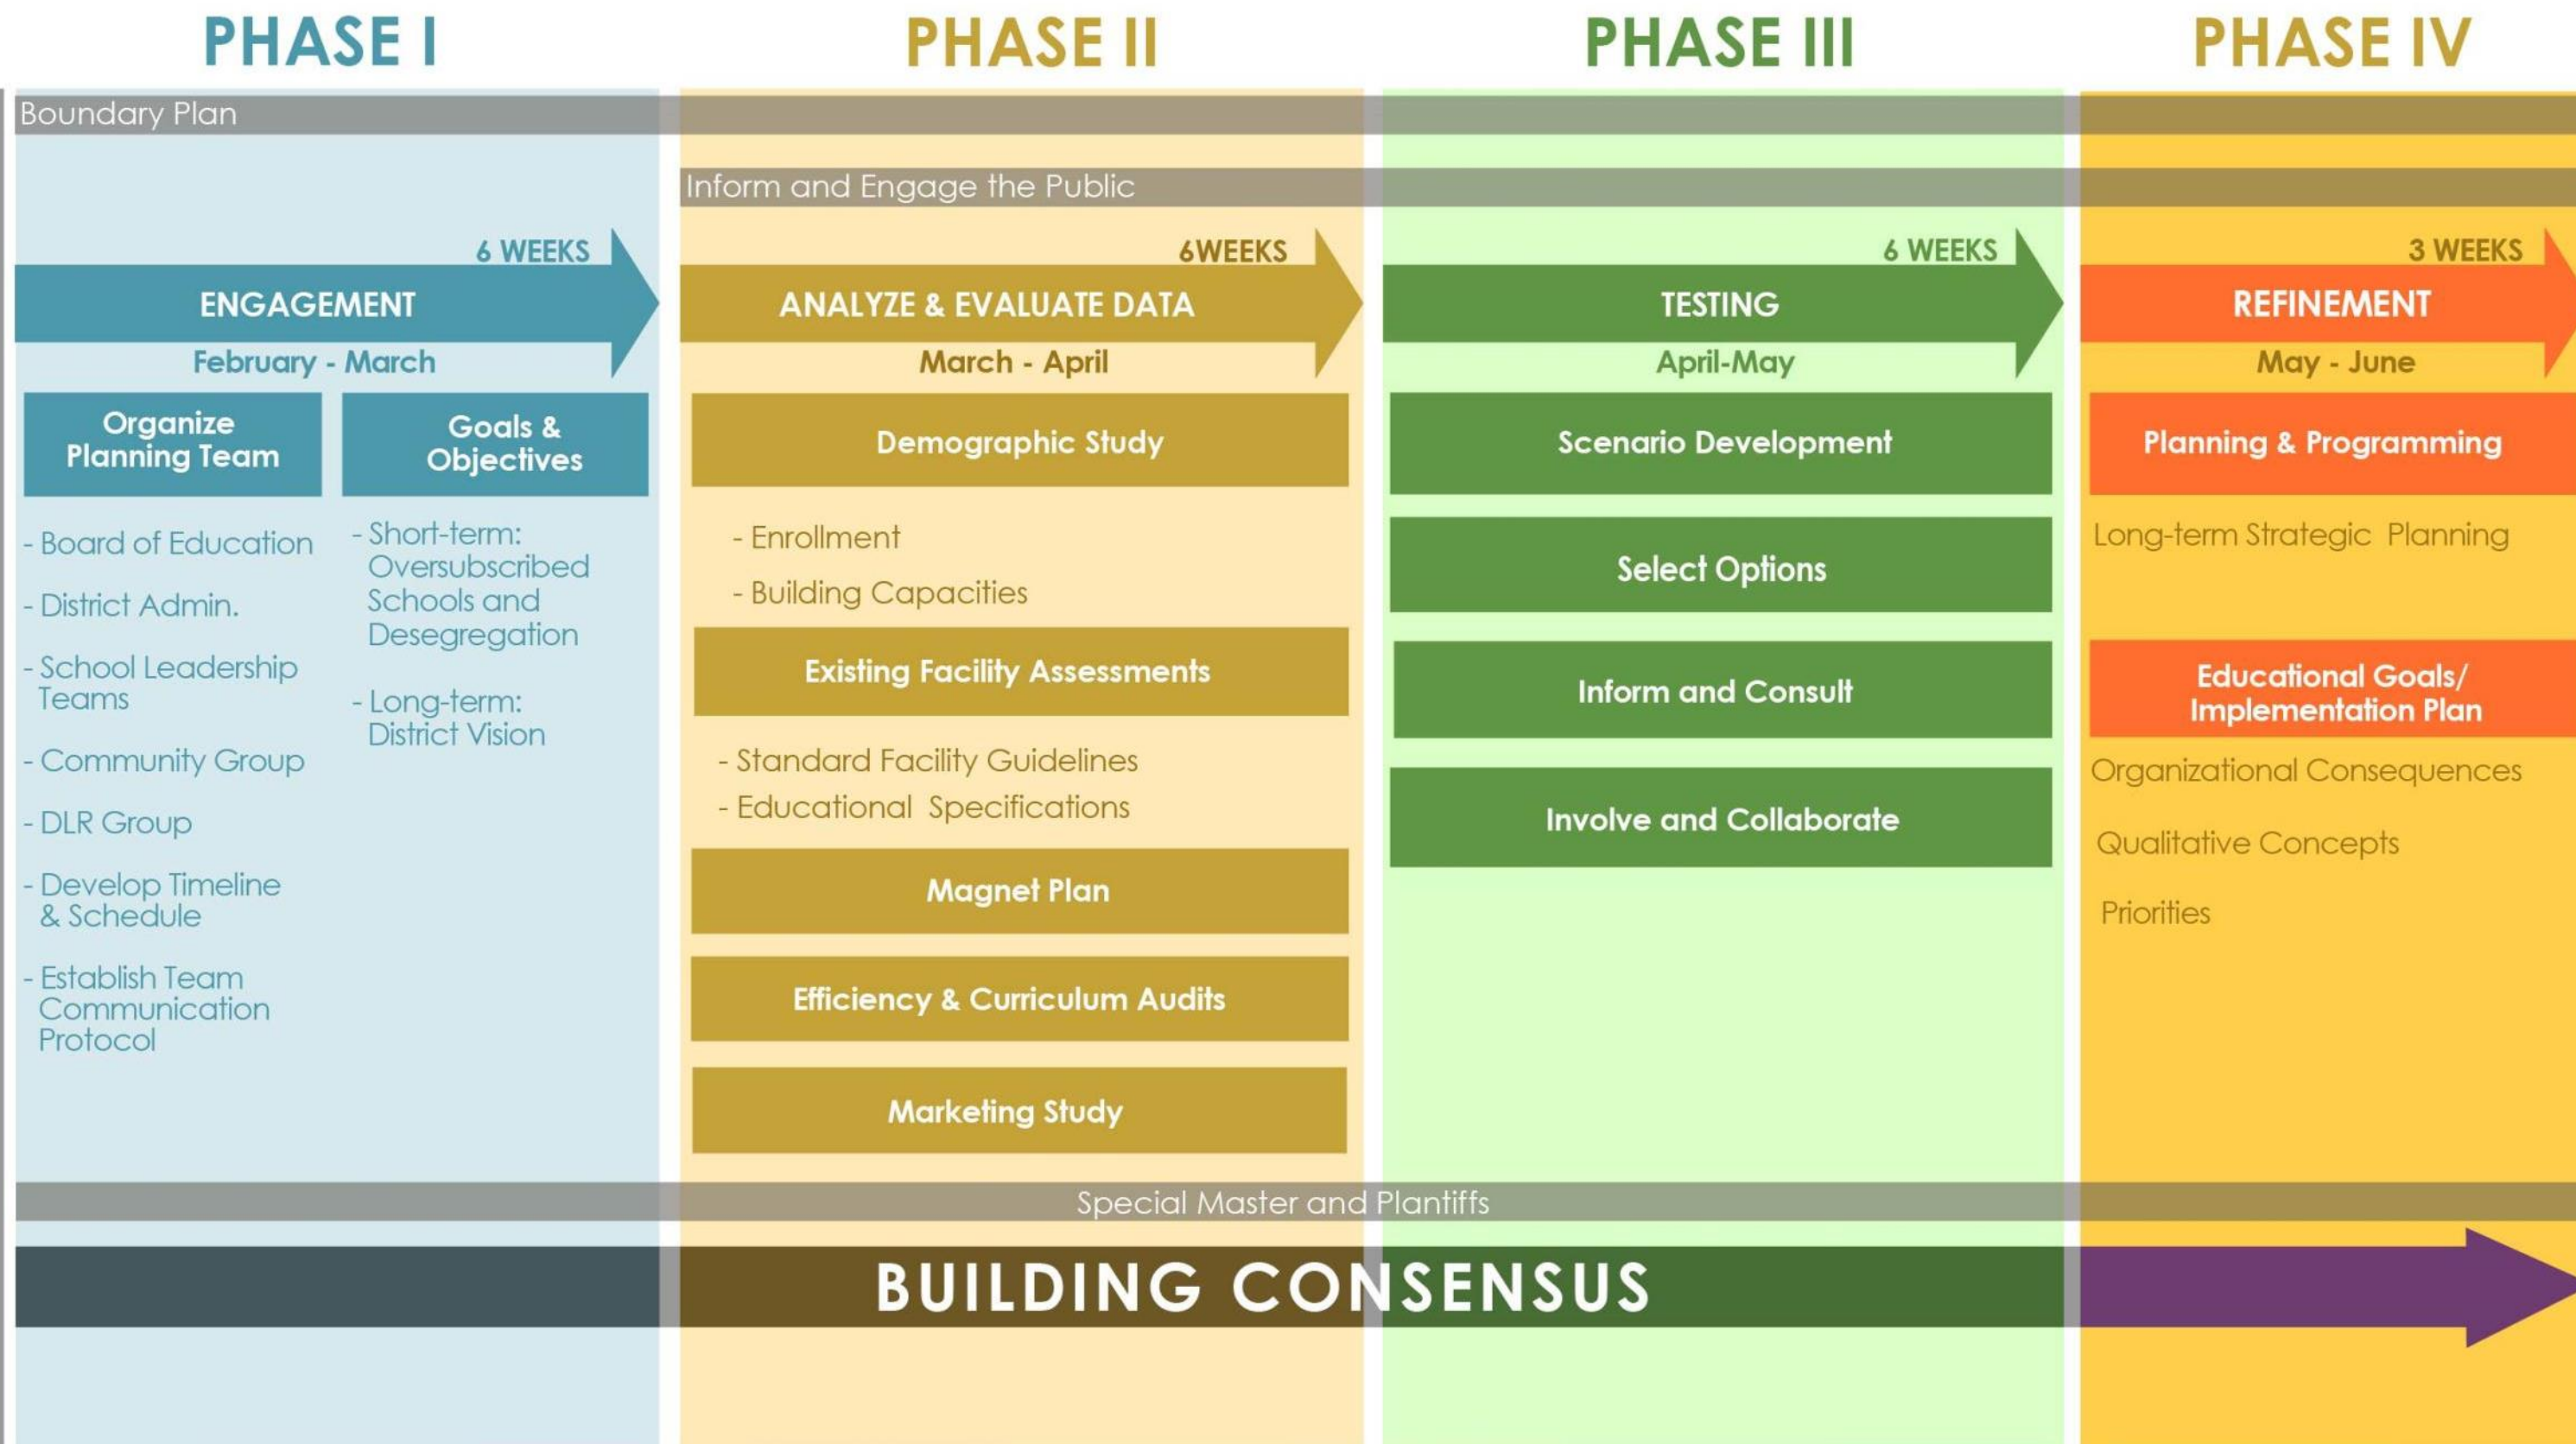 PHASE I
PHASE II
PHASE III
PHASE IV
Boundary Plan
Inform and Engage the Public
6 WEEKS
ENGAGEMENT
February - March
Organize
Planning Team
- Board of Education
- District Admin.
- School Leadership
Teams
- Community Group
- DLR Group
- Develop Timeline
& Schedule
- Establish Team
Communication
Protocol
Goals &
Objectives
- Short-term:
Oversubscribed
Schools and
Desegregation
- Long-term:
District Vision
6WEEKS
ANALYZE & EVALUATE DATA
March - April
Demographic Study
- Enrollment
- Building Capacities
Existing Facility Assessments
- Standard Facility Guidelines
- Educational Specifications
Magnet Plan
Efficiency & Curriculum Audits
Marketing Study
6 WEEKS
TESTING
April-May
Scenario Development
Select Options
Inform and Consult
Involve and Collaborate
3 WEEKS
REFINEMENT
May - June
Planning & Programming
Long-term Strategic Planning
Educational Goals/
Implementation Plan
Organizational Consequences
Qualitative Concepts
Priorities
Special Master and Plantiffs
BUILDING CONSENSUS